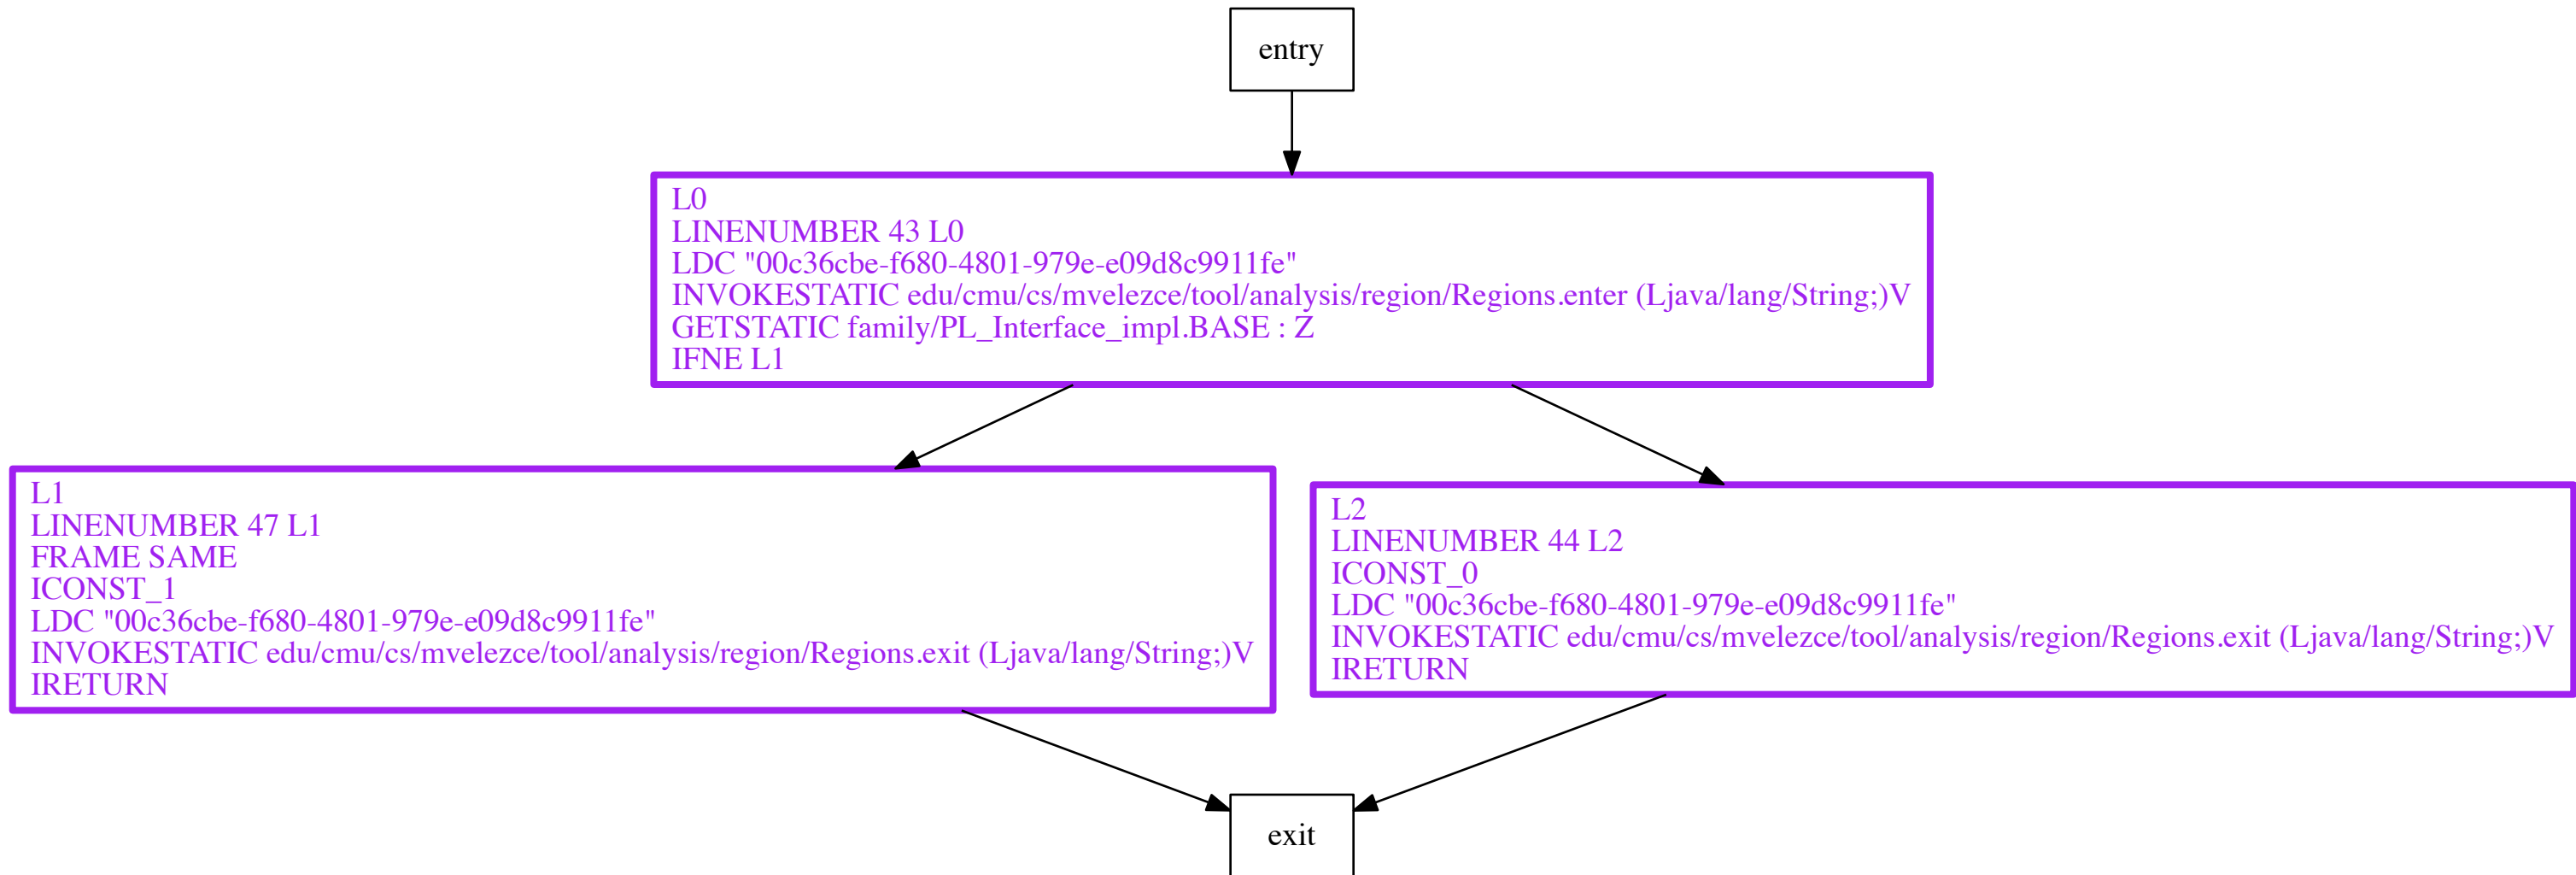 entry
L0
LINENUMBER 43 L0
LDC "00c36cbe-f680-4801-979e-e09d8c9911fe"
INVOKESTATIC edu/cmu/cs/mvelezce/tool/analysis/region/Regions.enter (Ljava/lang/String;)V
GETSTATIC family/PL_Interface_impl.BASE : Z
IFNE L1
L1
LINENUMBER 47 L1
FRAME SAME
ICONST_1
LDC "00c36cbe-f680-4801-979e-e09d8c9911fe"
INVOKESTATIC edu/cmu/cs/mvelezce/tool/analysis/region/Regions.exit (Ljava/lang/String;)V
IRETURN
L2
LINENUMBER 44 L2
ICONST_0
LDC "00c36cbe-f680-4801-979e-e09d8c9911fe"
INVOKESTATIC edu/cmu/cs/mvelezce/tool/analysis/region/Regions.exit (Ljava/lang/String;)V
IRETURN
exit